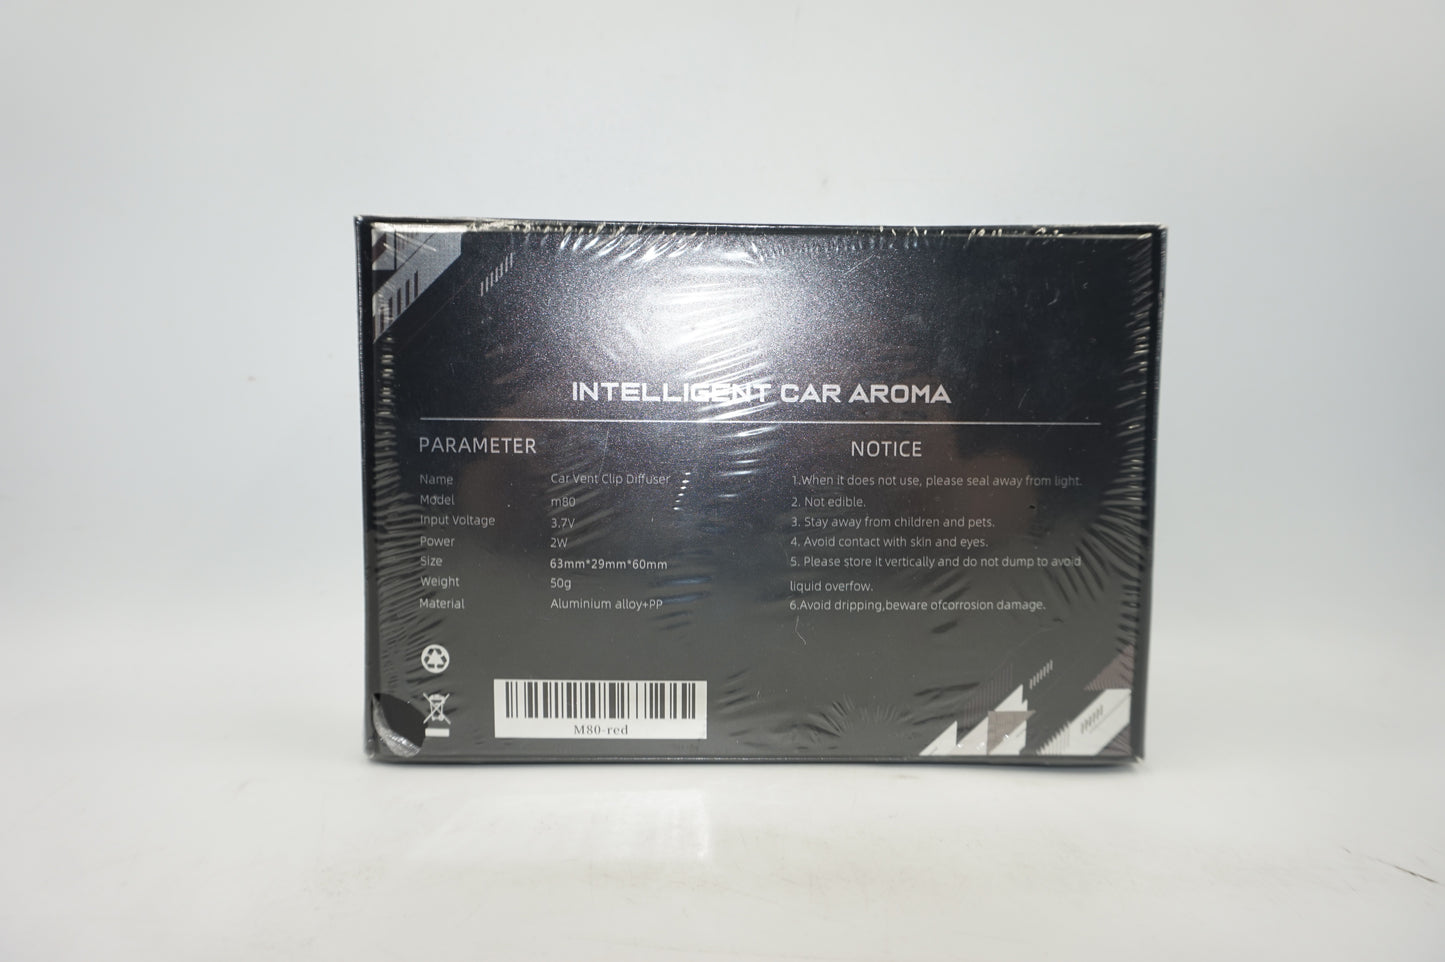 INTELLIGENT CAR AROMA
PARAMETER
Name Car Vent Clip Diffuser
Model m80
Input Voltage 3.7V
Power 2W
Size 63mm*29mm*60mm
Weight 50g
Material Aluminium alloy+PP
NOTICE
1.When it does not use, please seal away from light.
2. Not edible.
3. Stay away from children and pets.
4. Avoid contact with skin and eyes.
5. Please store it vertically and do not dump to avoid
liquid overfow.
6.Avoid dripping,beware ofcorrosion damage.
M80-red